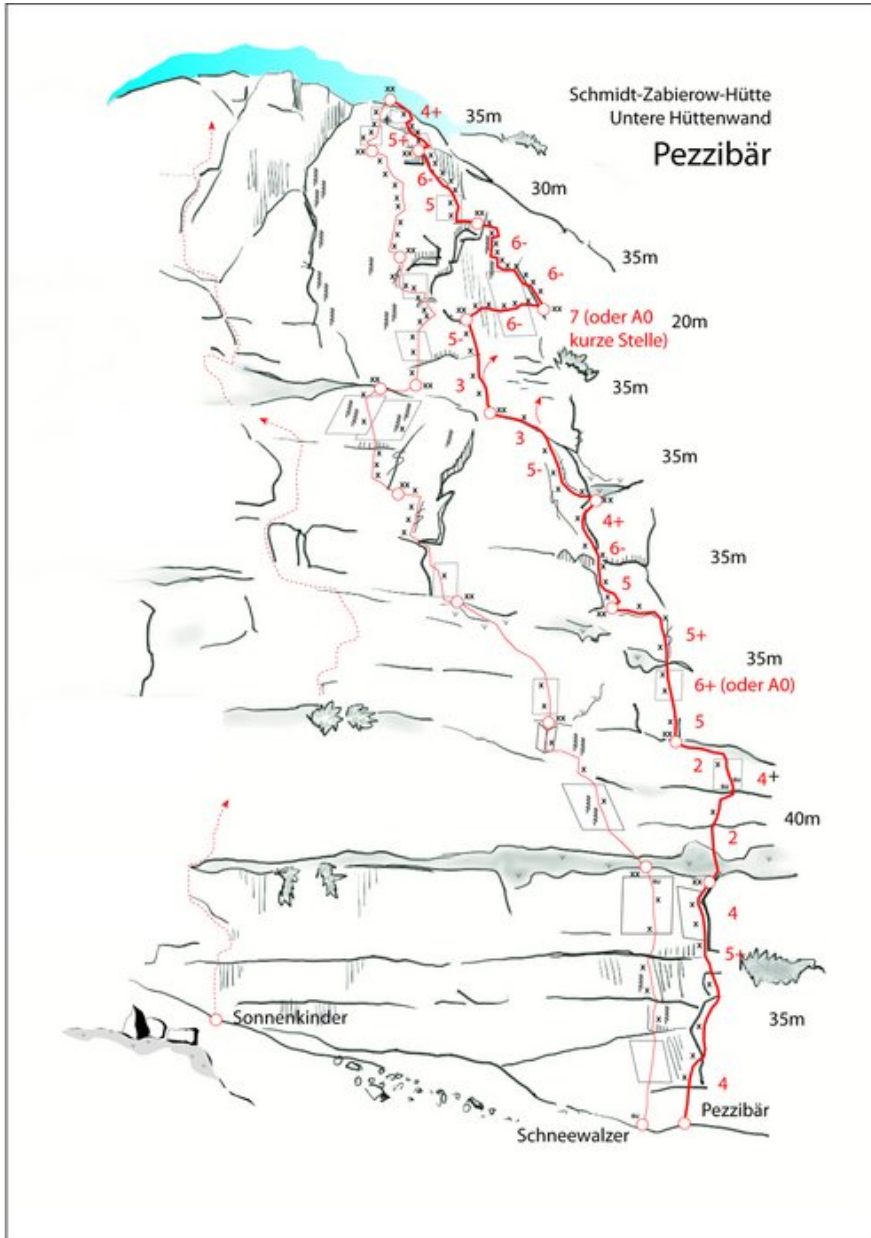 Schmidt-Zabierow-Hütte
Untere Hüttenwand
Pezzibär
xx
4+
35m
5+
6-
30m
5
6-
35m
6-
7 (oder A0
kurze Stelle)
20m
6-
5-
3
35m
3
5-
35m
4+
6-
35m
5
5+
35m
6+ (oder A0)
5
2
4+
40m
2
4
5+
35m
Sonnenkinder
4
Pezzibär
Schneewalzer